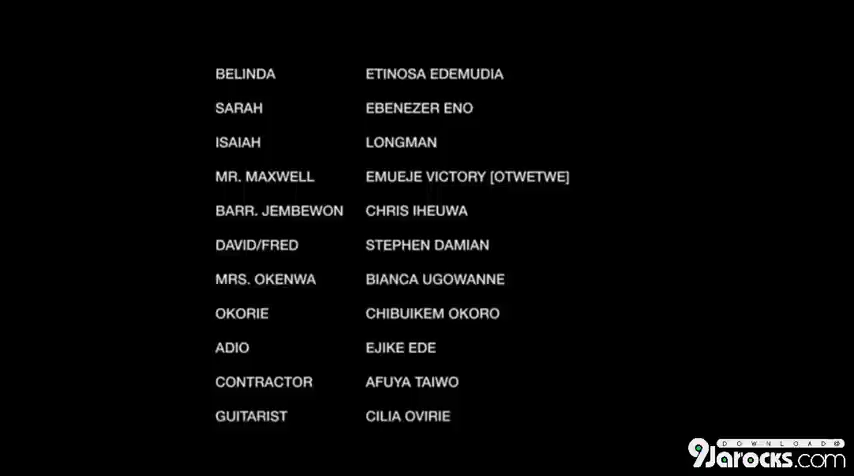 BELINDA ETINOSA EDEMUDIA
SARAH EBENEZER ENO
ISAIAH LONGMAN
MR. MAXWELL EMUEJE VICTORY [OTWETWE]
BARR. JEMBEWON CHRIS IHEUWA
DAVID/FRED STEPHEN DAMIAN
MRS. OKENWA BIANCA UGOWANNE
OKORIE CHIBUIKEM OKORO
ADIO EJIKE EDE
CONTRACTOR AFUYA TAIWO
GUITARIST CILIA OVIRIE
DOWNLOAD@
9Jarocks.com